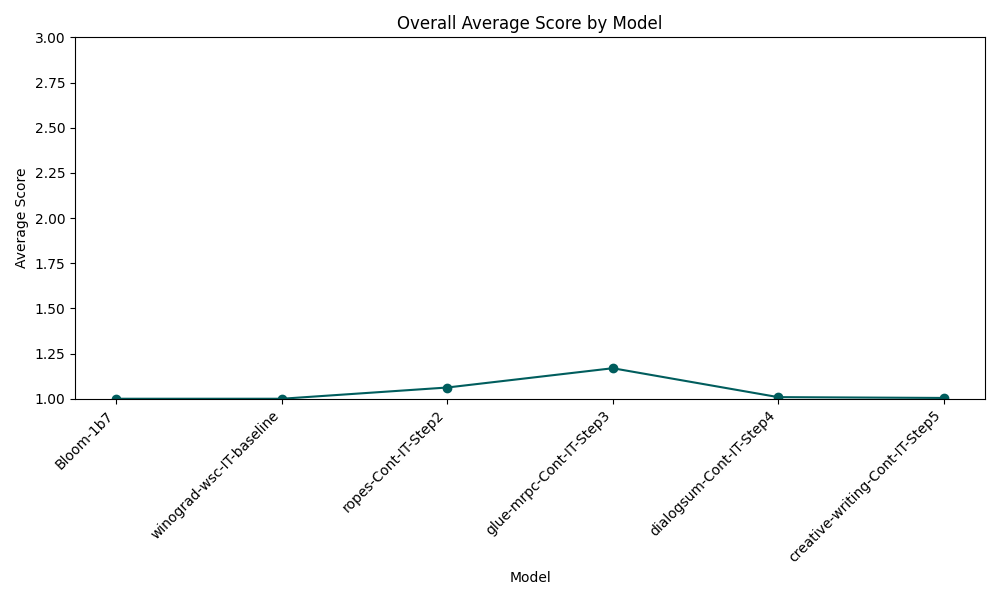 Overall Average Score by Model
3.00
2.75
2.50
2.25
2.00
1.75
1.50
1.25
1.00
Average Score
Bloom-1b7
winograd-wsc-IT-baseline
ropes-Cont-IT-Step2
glue-mrpc-Cont-IT-Step3
dialogsum-Cont-IT-Step4
creative-writing-Cont-IT-Step5
Model